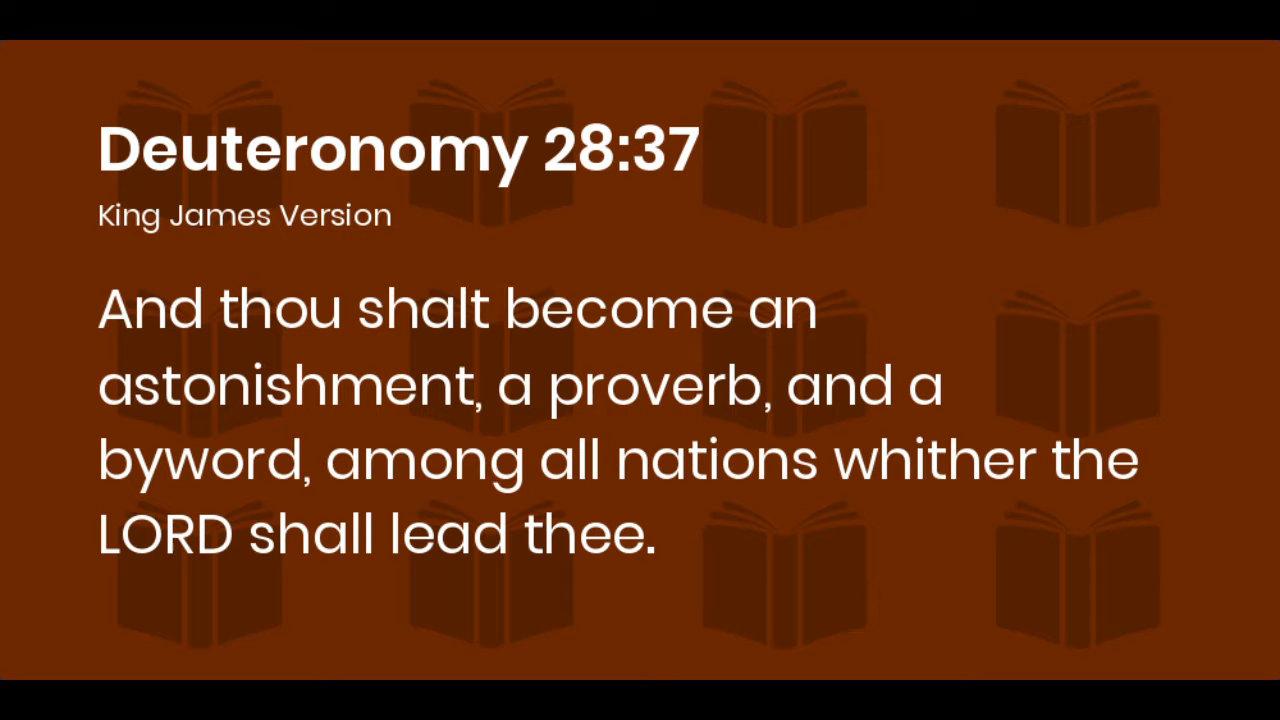 Deuteronomy 28:37
King James Version
And thou shalt become an
astonishment, a proverb, and a
byword, among all nations whither the
LORD shall lead thee.